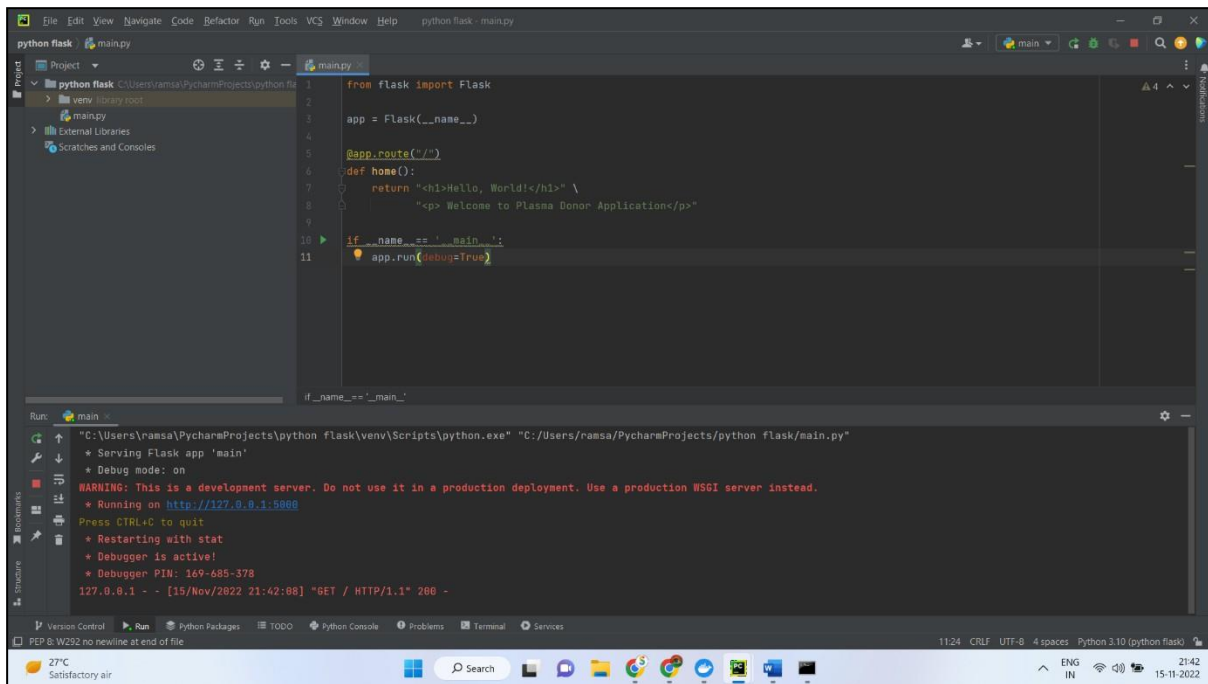 File Edit View Navigate Code Refactor Run Tools VCS Window Help python flask - main.py
python flask main.py
main
Project
main.py
Project
python flask C:\Users\ramsa\PycharmProjects\python fla
venv library root
main.py
External Libraries
Scratches and Consoles
Notifications
4
1 from flask import Flask
2
3 app = Flask(__name__)
4
5 @app.route("/")
6 def home():
7 return "<h1>Hello, World!</h1>" \
8 "<p> Welcome to Plasma Donor Application</p>"
9
10 if __name__== '__main__':
11 app.run(debug=True)
if __name__== '__main__'
Run: main
"C:\Users\ramsa\PycharmProjects\python flask\venv\Scripts\python.exe" "C:/Users/ramsa/PycharmProjects/python flask/main.py"
* Serving Flask app 'main'
* Debug mode: on
WARNING: This is a development server. Do not use it in a production deployment. Use a production WSGI server instead.
* Running on http://127.0.0.1:5000
Press CTRL+C to quit
* Restarting with stat
* Debugger is active!
* Debugger PIN: 169-685-378
127.0.0.1 - - [15/Nov/2022 21:42:08] "GET / HTTP/1.1" 200 -
Bookmarks
Structure
Version Control Run Python Packages TODO Python Console Problems Terminal Services
PEP 8: W292 no newline at end of file
11:24 CRLF UTF-8 4 spaces Python 3.10 (python flask)
27°C
Satisfactory air
Search
ENG
IN
21:42
15-11-2022